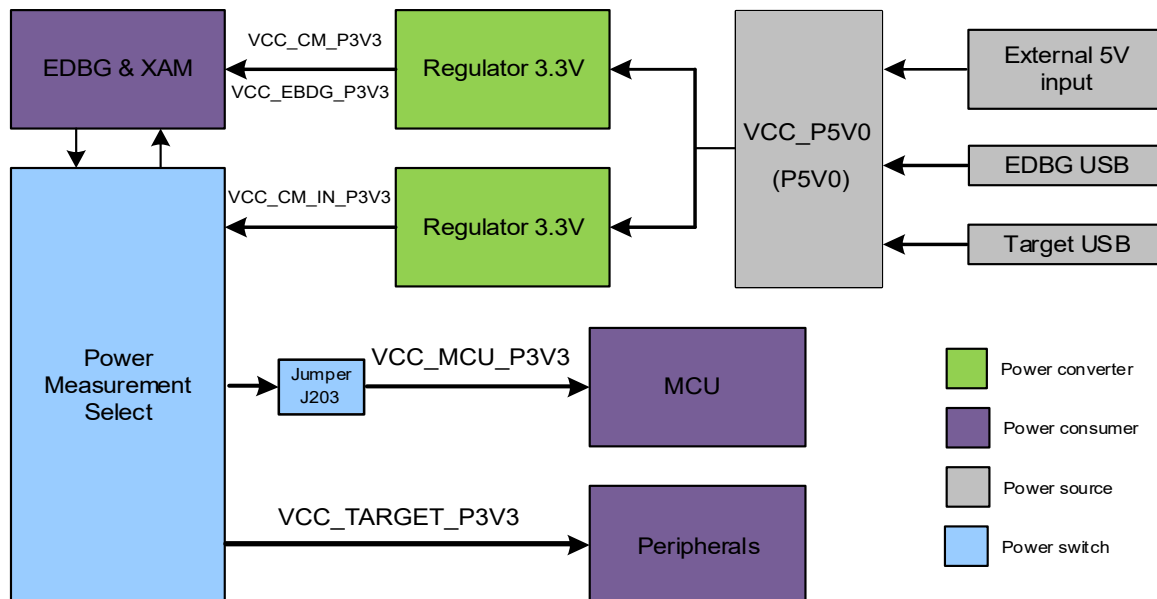 EDBG & XAM
VCC_CM_P3V3
VCC_EBDG_P3V3
Regulator 3.3V
VCC_P5V0
(P5V0)
External 5V
input
EDBG USB
Target USB
VCC_CM_IN_P3V3
Regulator 3.3V
Power
Measurement
Select
Jumper
J203
VCC_MCU_P3V3
MCU
VCC_TARGET_P3V3
Peripherals
Power converter
Power consumer
Power source
Power switch